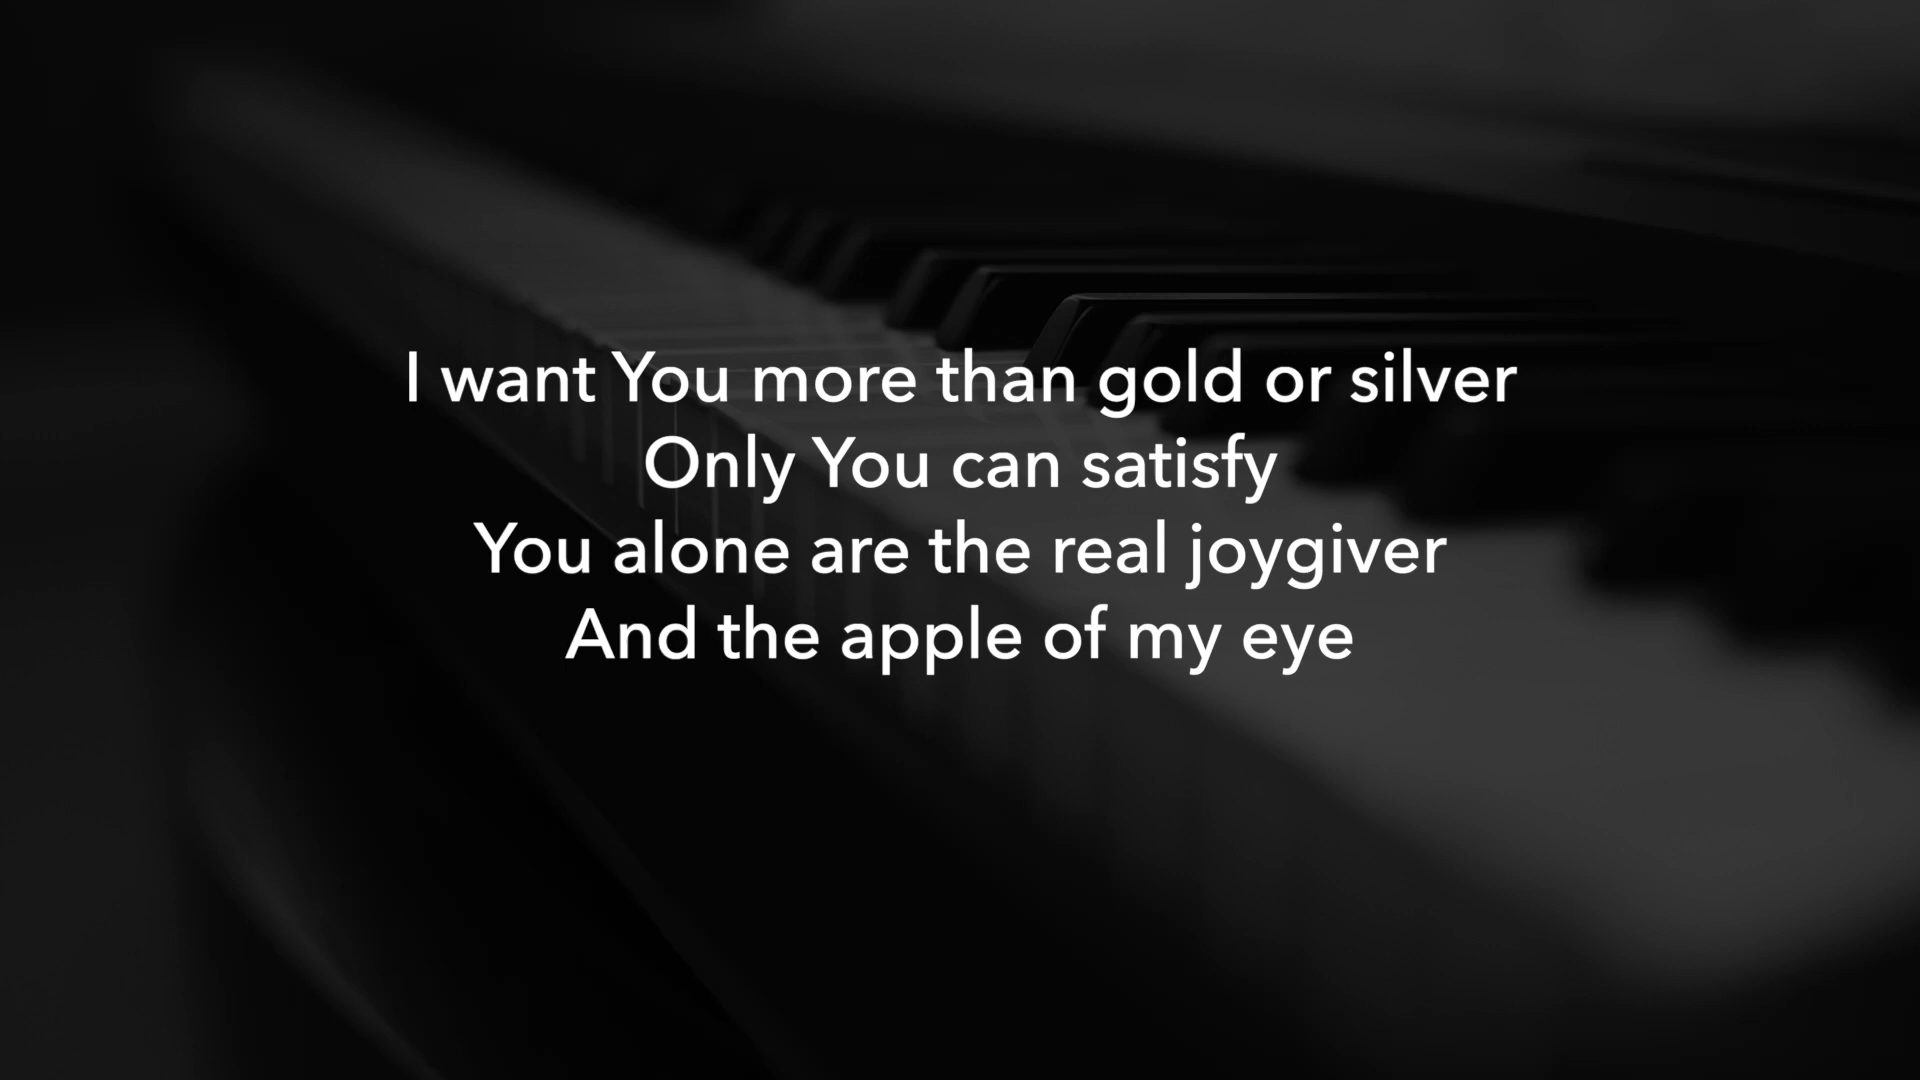 I want You more than gold or silver
Only You can satisfy
You alone are the real joygiver
And the apple of my eye